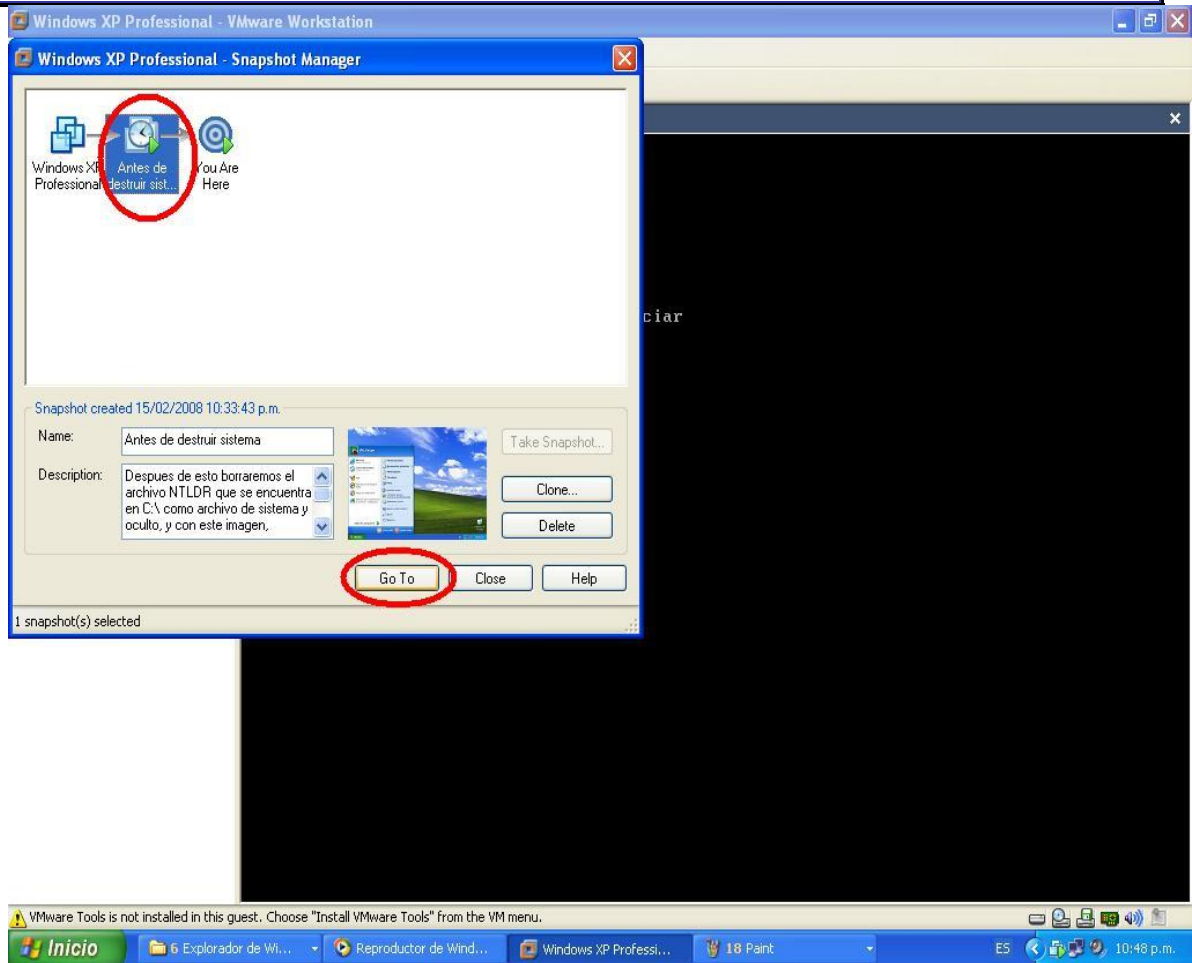 Windows XP Professional - VMware Workstation
Windows XP Professional - Snapshot Manager
Windows XP
Professional
Antes de
destruir sist...
You Are
Here
ciar
Snapshot created 15/02/2008 10:33:43 p.m.
Name:
Antes de destruir sistema
Take Snapshot...
Description:
Despues de esto borraremos el
archivo NTLDR que se encuentra
en C:\ como archivo de sistema y
oculto, y con este imagen,
Clone...
Delete
Go To
Close
Help
1 snapshot(s) selected
VMware Tools is not installed in this guest. Choose "Install VMware Tools" from the VM menu.
Inicio
6 Explorador de Wi...
Reproductor de Wind...
Windows XP Professi...
18 Paint
ES
10:48 p.m.